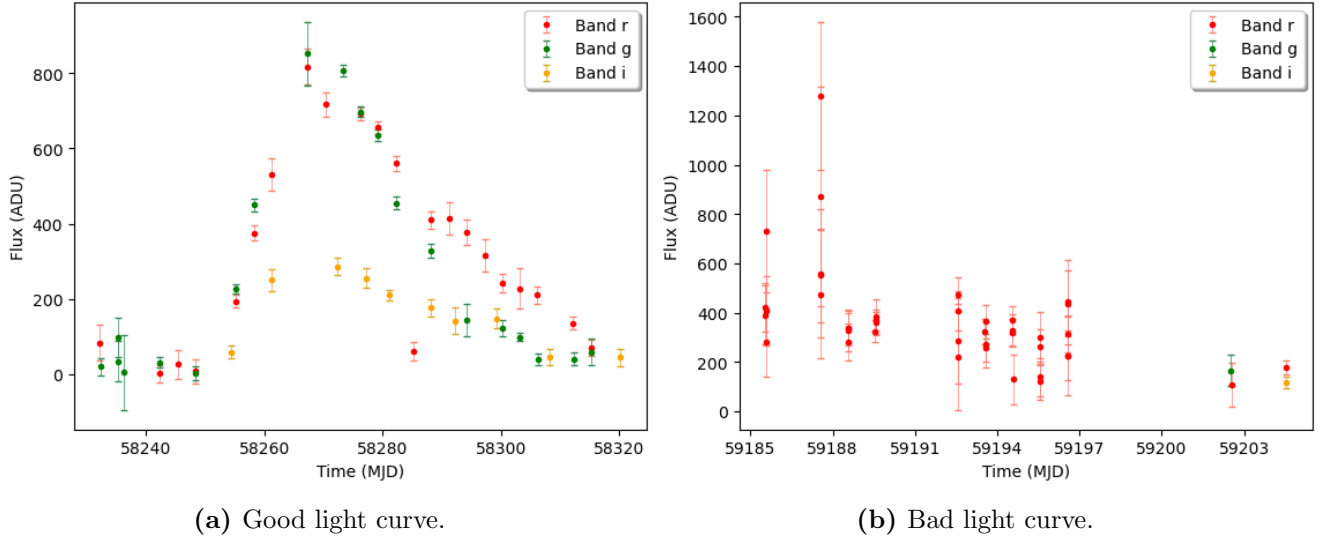 Flux (ADU)
800
600
400
200
0
Band r
Band g
Band i
58240 58260 58280 58300 58320
Time (MJD)
(a) Good light curve.
Flux (ADU)
1600
1400
1200
1000
800
600
400
200
0
Band r
Band g
Band i
59185 59188 59191 59194 59197 59200 59203
Time (MJD)
(b) Bad light curve.